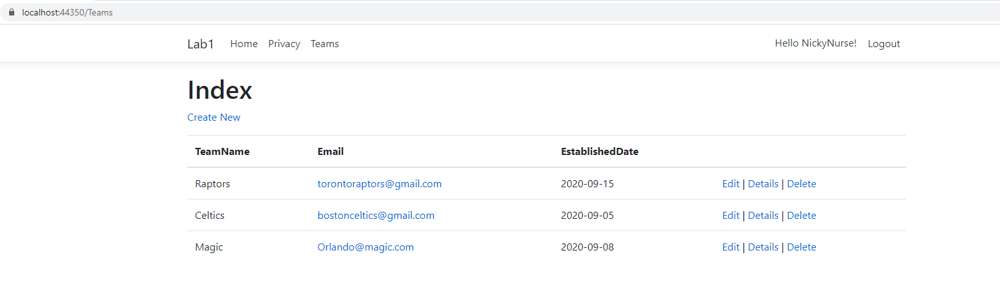 localhost:44350/Teams
Lab1 Home Privacy Teams Hello NickyNurse! Logout
Index
Create New
TeamName Email EstablishedDate
Raptors torontoraptors@gmail.com 2020-09-15 Edit | Details | Delete
Celtics bostonceltics@gmail.com 2020-09-05 Edit | Details | Delete
Magic Orlando@magic.com 2020-09-08 Edit | Details | Delete